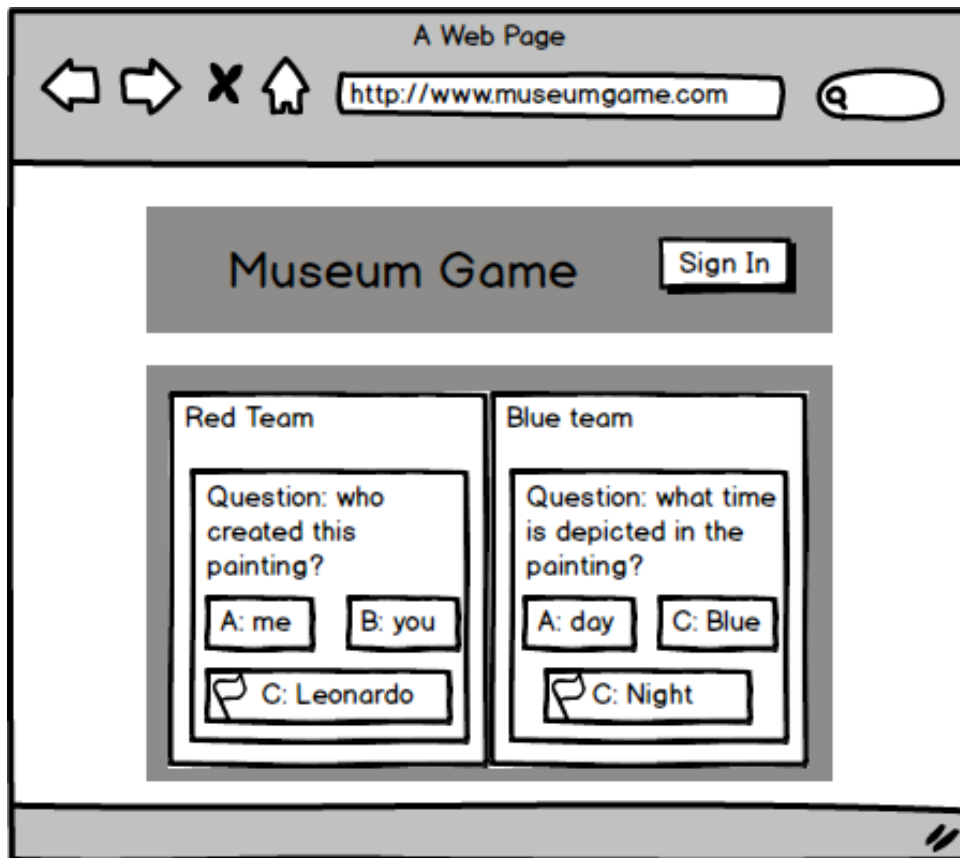 A Web Page
http://www.museumgame.com
Museum Game
Sign In
Red Team
Question: who
created this
painting?
A: me
B: you
C: Leonardo
Blue team
Question: what time
is depicted in the
painting?
A: day
C: Blue
C: Night